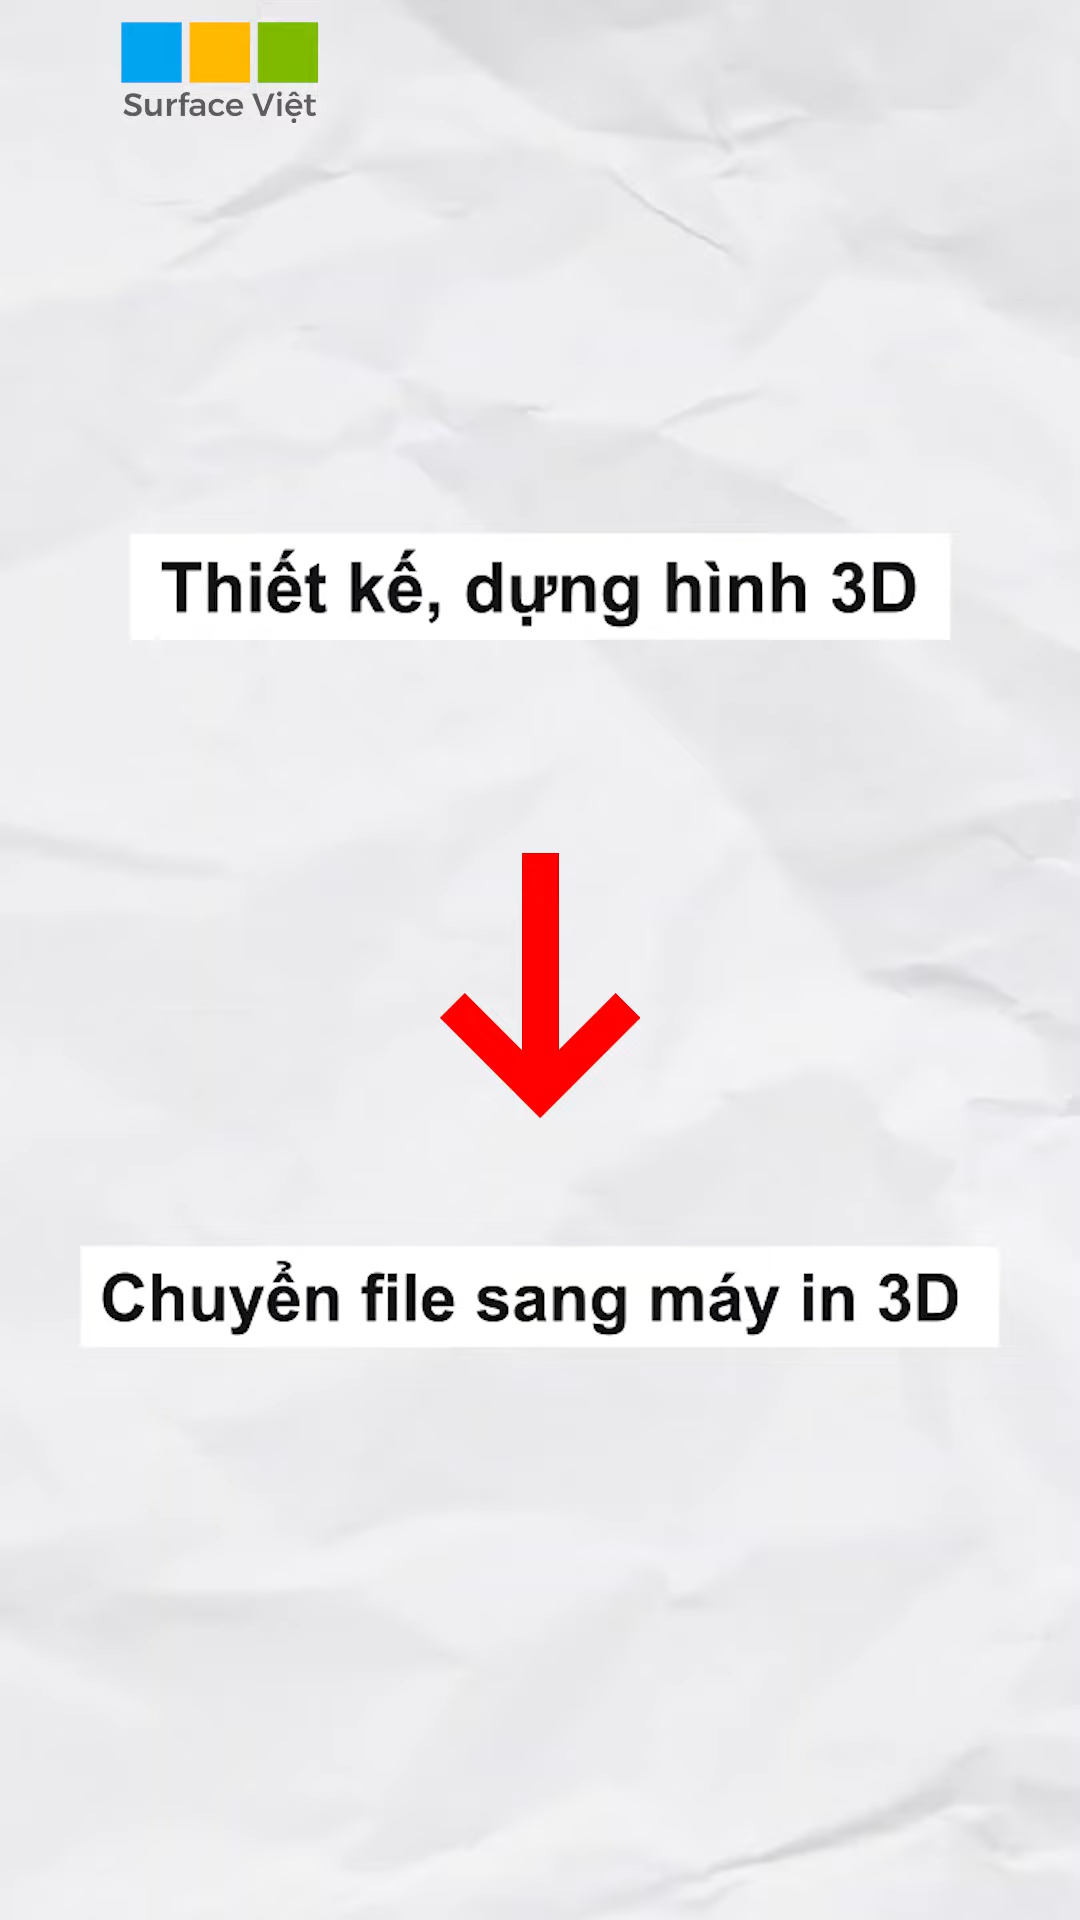 Surface Việt
Thiết kế, dựng hình 3D
Chuyển file sang máy in 3D